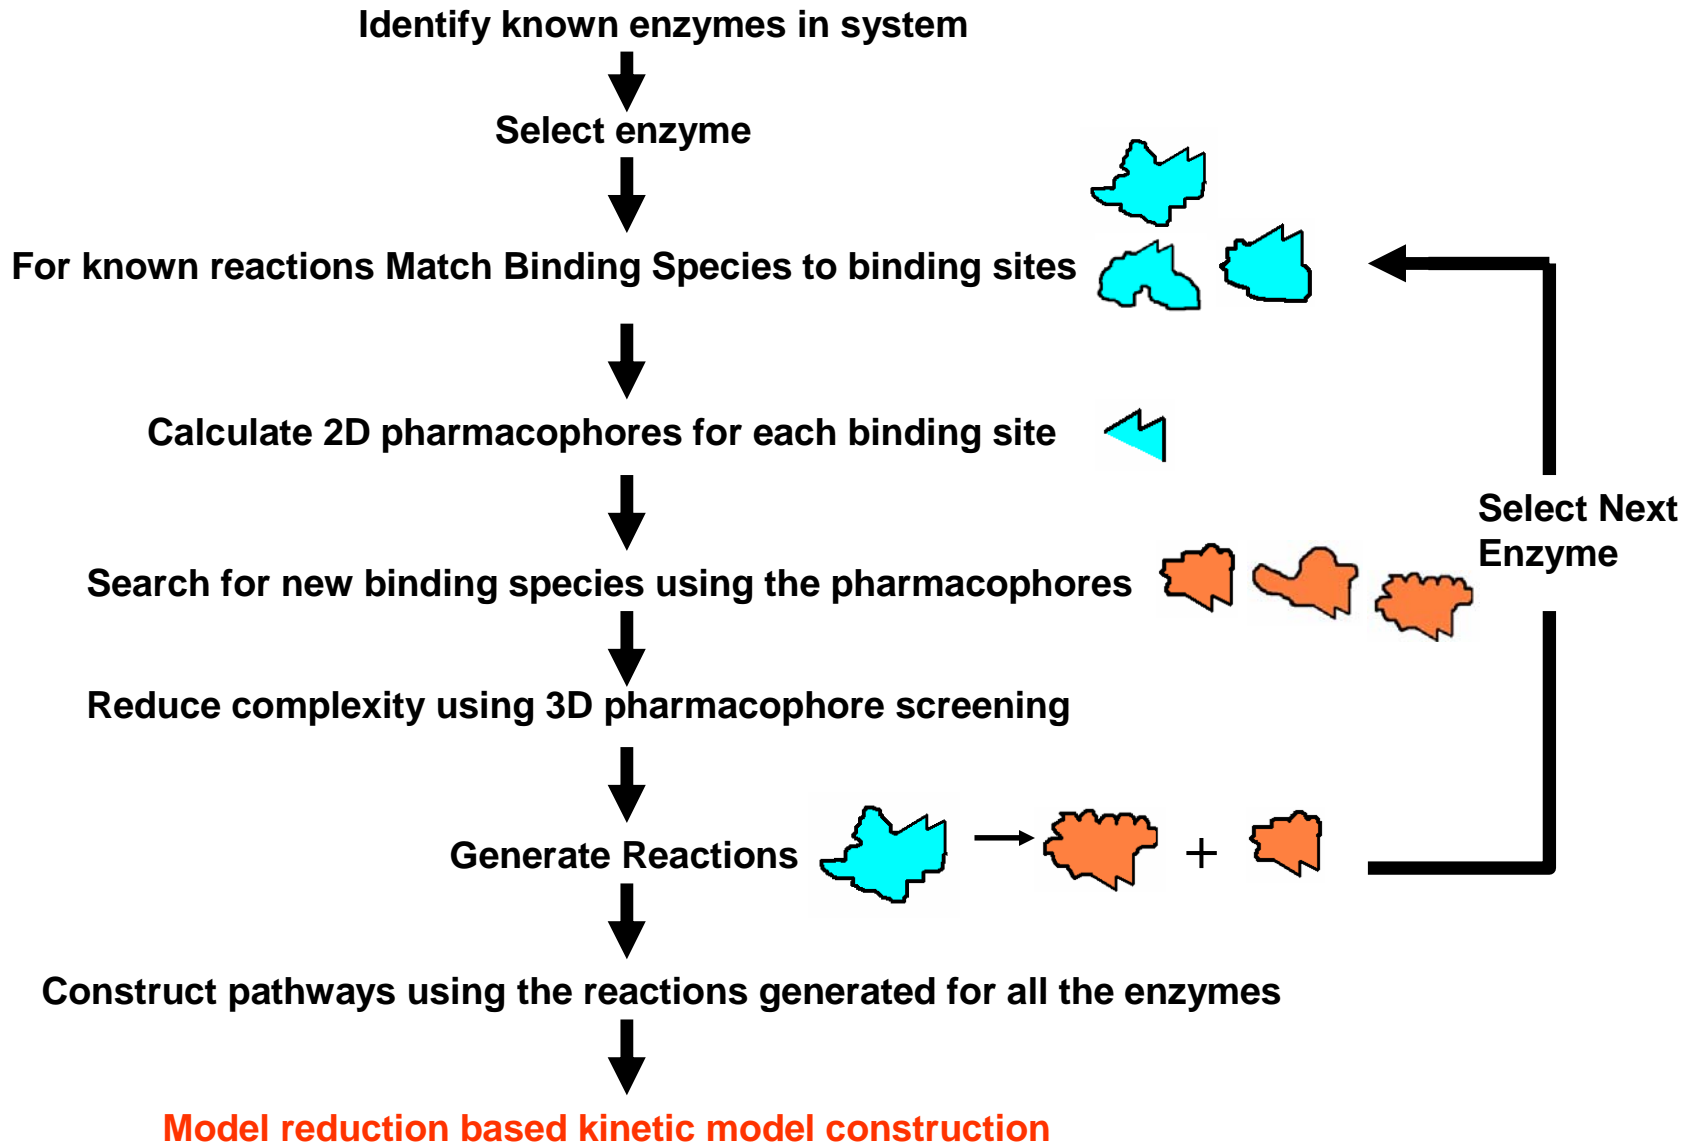 Identify known enzymes in system
Select enzyme
For known reactions Match Binding Species to binding sites
Calculate 2D pharmacophores for each binding site
Select Next
Enzyme
Search for new binding species using the pharmacophores
Reduce complexity using 3D pharmacophore screening
Generate Reactions +
Construct pathways using the reactions generated for all the enzymes
Model reduction based kinetic model construction